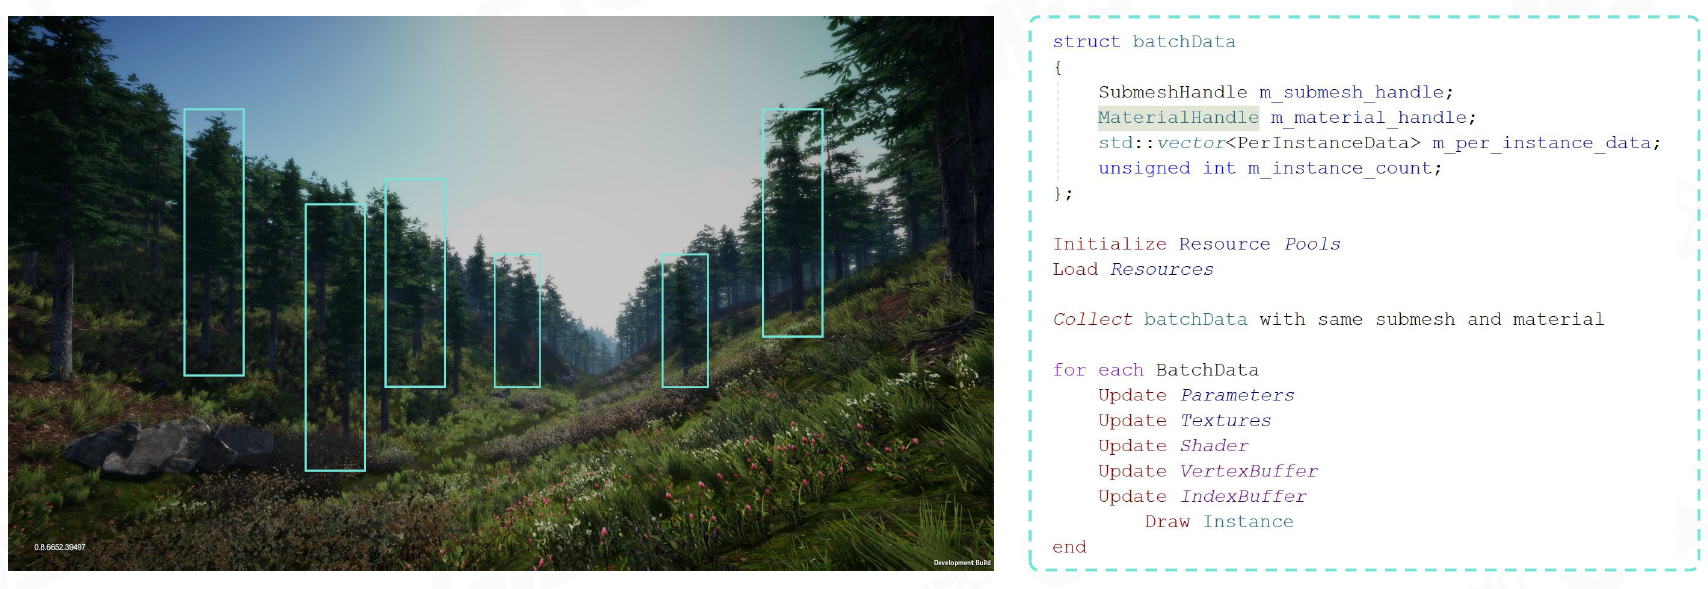 0.8.6652.39497
Development Build
struct batchData
{
    SubmeshHandle m_submesh_handle;
    MaterialHandle m_material_handle;
    std::vector<PerInstanceData> m_per_instance_data;
    unsigned int m_instance_count;
};
Initialize Resource Pools
Load Resources
Collect batchData with same submesh and material
for each BatchData
    Update Parameters
    Update Textures
    Update Shader
    Update VertexBuffer
    Update IndexBuffer
        Draw Instance
end